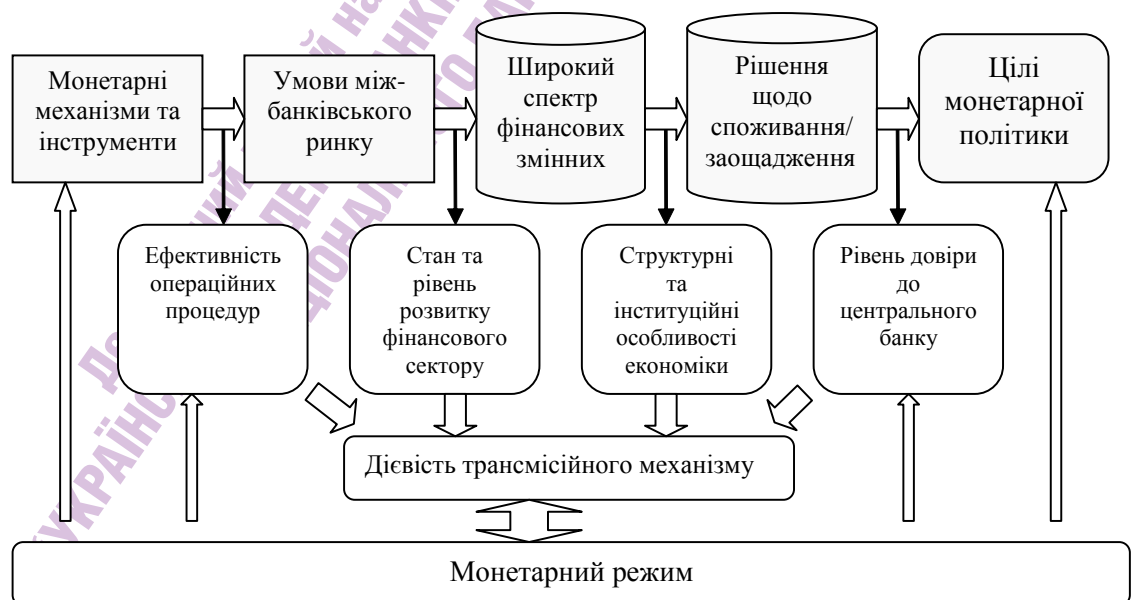 Монетарні
механізми та
інструменти
Умови між-
банківського
ринку
Широкий
спектр
фінансових
змінних
Рішення
щодо
споживання/
заощадження
Цілі
монетарної
політики
Ефективність
операційних
процедур
Стан та
рівень
розвитку
фінансового
сектору
Структурні
та
інституційні
особливості
економіки
Рівень довіри
до
центрального
банку
Дієвість трансмісійного механізму
Монетарний режим